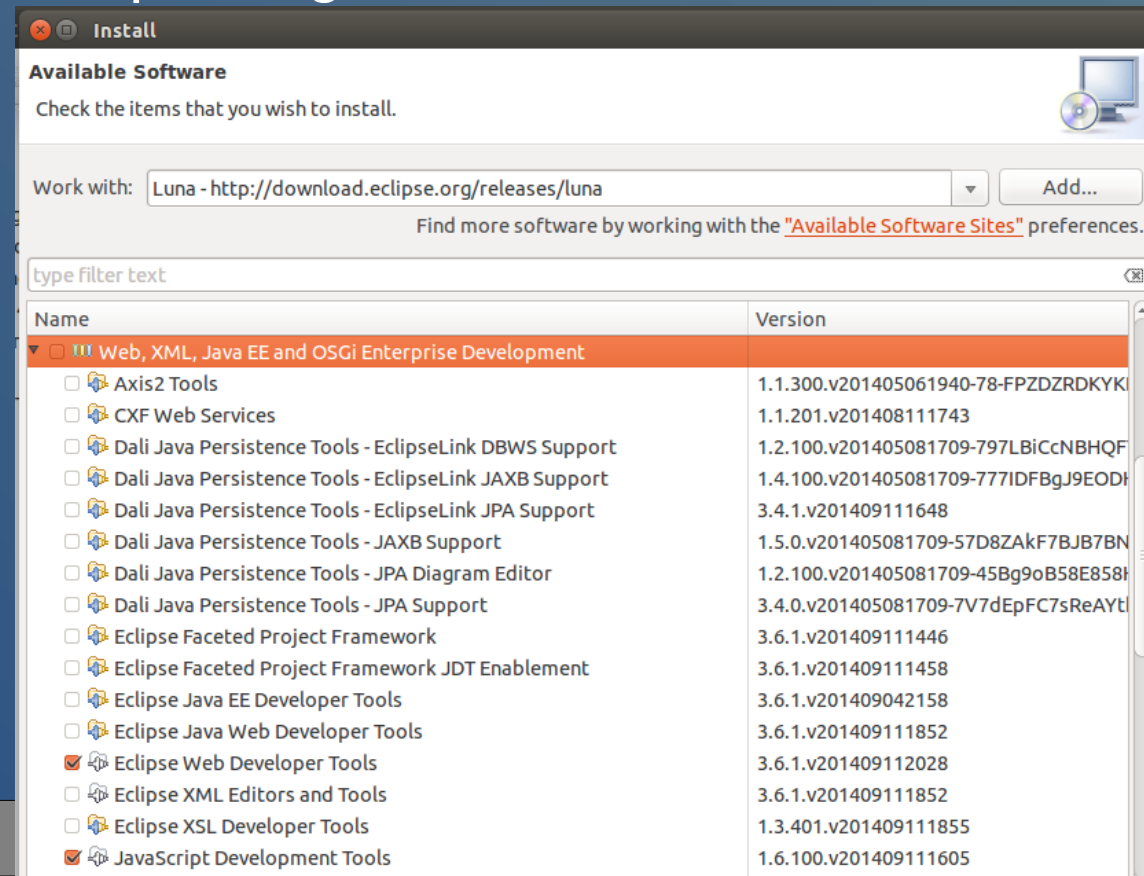 Install
Available Software
Check the items that you wish to install.
Work with: Luna - http://download.eclipse.org/releases/luna Add...
Find more software by working with the "Available Software Sites" preferences.
type filter text
Name Version
Web, XML, Java EE and OSGi Enterprise Development
Axis2 Tools 1.1.300.v201405061940-78-FPZDZRDKYK
CXF Web Services 1.1.201.v201408111743
Dali Java Persistence Tools - EclipseLink DBWS Support 1.2.100.v201405081709-797LBiCcNBHQF
Dali Java Persistence Tools - EclipseLink JAXB Support 1.4.100.v201405081709-777IDFBgJ9EODH
Dali Java Persistence Tools - EclipseLink JPA Support 3.4.1.v201409111648
Dali Java Persistence Tools - JAXB Support 1.5.0.v201405081709-57D8ZAkF7BJB7BN
Dali Java Persistence Tools - JPA Diagram Editor 1.2.100.v201405081709-45Bg9oB58E858H
Dali Java Persistence Tools - JPA Support 3.4.0.v201405081709-7V7dEpFC7sReAYt
Eclipse Faceted Project Framework 3.6.1.v201409111446
Eclipse Faceted Project Framework JDT Enablement 3.6.1.v201409111458
Eclipse Java EE Developer Tools 3.6.1.v201409042158
Eclipse Java Web Developer Tools 3.6.1.v201409111852
Eclipse Web Developer Tools 3.6.1.v201409112028
Eclipse XML Editors and Tools 3.6.1.v201409111852
Eclipse XSL Developer Tools 1.3.401.v201409111855
JavaScript Development Tools 1.6.100.v201409111605